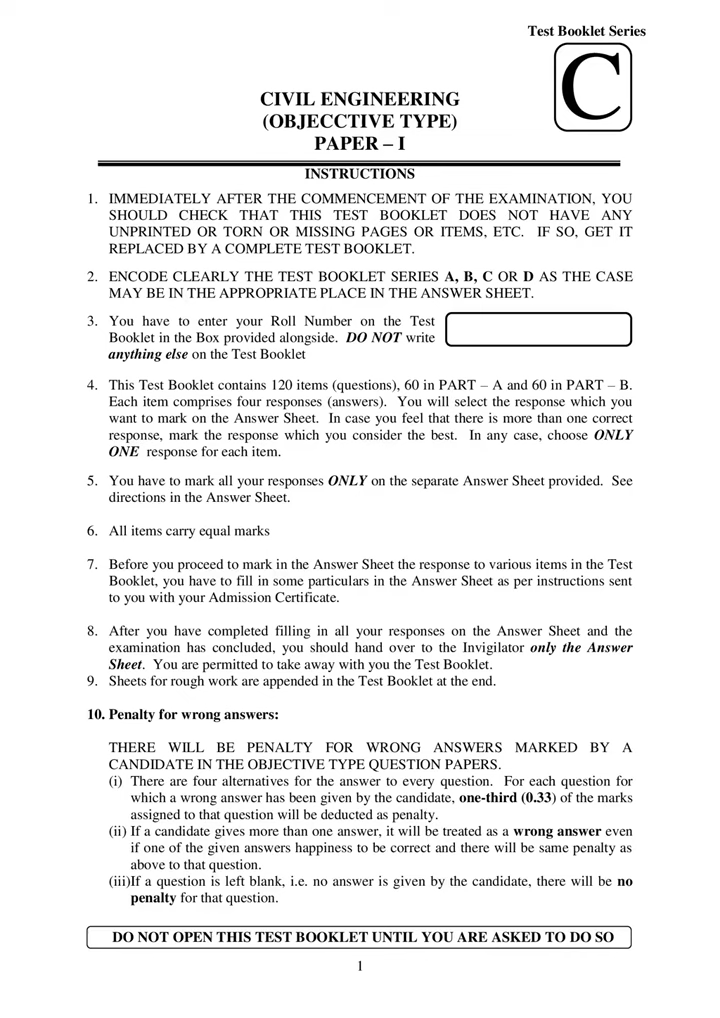 Test Booklet Series
C
CIVIL ENGINEERING
(OBJECCTIVE TYPE)
PAPER – I
INSTRUCTIONS
1. IMMEDIATELY AFTER THE COMMENCEMENT OF THE EXAMINATION, YOU
SHOULD CHECK THAT THIS TEST BOOKLET DOES NOT HAVE ANY
UNPRINTED OR TORN OR MISSING PAGES OR ITEMS, ETC. IF SO, GET IT
REPLACED BY A COMPLETE TEST BOOKLET.
2. ENCODE CLEARLY THE TEST BOOKLET SERIES A, B, C OR D AS THE CASE
MAY BE IN THE APPROPRIATE PLACE IN THE ANSWER SHEET.
3. You have to enter your Roll Number on the Test
Booklet in the Box provided alongside. DO NOT write
anything else on the Test Booklet
4. This Test Booklet contains 120 items (questions), 60 in PART – A and 60 in PART – B.
Each item comprises four responses (answers). You will select the response which you
want to mark on the Answer Sheet. In case you feel that there is more than one correct
response, mark the response which you consider the best. In any case, choose ONLY
ONE response for each item.
5. You have to mark all your responses ONLY on the separate Answer Sheet provided. See
directions in the Answer Sheet.
6. All items carry equal marks
7. Before you proceed to mark in the Answer Sheet the response to various items in the Test
Booklet, you have to fill in some particulars in the Answer Sheet as per instructions sent
to you with your Admission Certificate.
8. After you have completed filling in all your responses on the Answer Sheet and the
examination has concluded, you should hand over to the Invigilator only the Answer
Sheet. You are permitted to take away with you the Test Booklet.
9. Sheets for rough work are appended in the Test Booklet at the end.
10. Penalty for wrong answers:
THERE WILL BE PENALTY FOR WRONG ANSWERS MARKED BY A
CANDIDATE IN THE OBJECTIVE TYPE QUESTION PAPERS.
(i) There are four alternatives for the answer to every question. For each question for
which a wrong answer has been given by the candidate, one-third (0.33) of the marks
assigned to that question will be deducted as penalty.
(ii) If a candidate gives more than one answer, it will be treated as a wrong answer even
if one of the given answers happiness to be correct and there will be same penalty as
above to that question.
(iii)If a question is left blank, i.e. no answer is given by the candidate, there will be no
penalty for that question.
DO NOT OPEN THIS TEST BOOKLET UNTIL YOU ARE ASKED TO DO SO
1